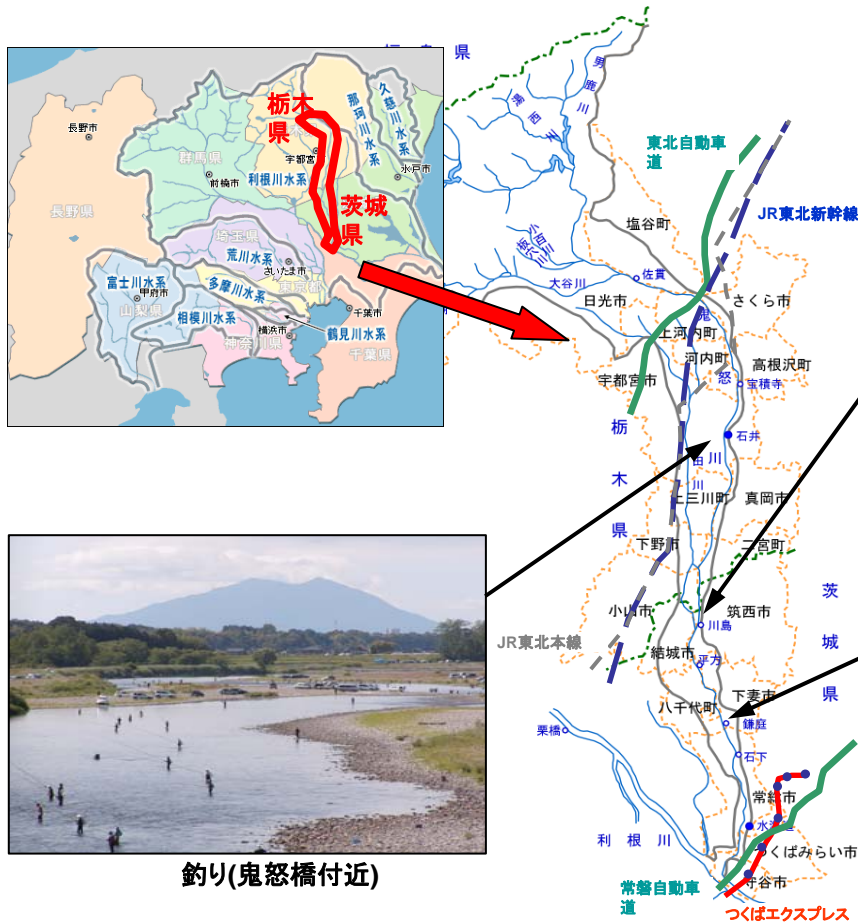 福島県
男鹿川
湯西川
東北自動車
道
JR東北新幹線
塩谷町
小百川
板穴川
佐貫
大谷川
日光市
さくら市
鬼
上河内町
河内町
高根沢町
怒
宇都宮市
宝積寺
栃
石井
川
田
川
木
上三川町
真岡市
県
下野市
二宮町
小山市
筑西市
茨
川島
JR東北本線
結城市
平方
城
下妻市
県
八千代町
鎌庭
栗橋
石下
常総市
水海道
利根川
つくばみらい市
守谷市
常磐自動車
道
つくばエクスプレス
栃木
県
久慈川水系
那珂川水系
長野市
宇都宮
水戸市
群馬県
前橋市
利根川水系
長野県
茨城
県
埼玉県
荒川水系
さいたま市
富士川水系
甲府市
山梨県
東京都
多摩川水系
千葉市
相模川水系
横浜市
鶴見川水系
神奈川県
千葉県
釣り(鬼怒橋付近)